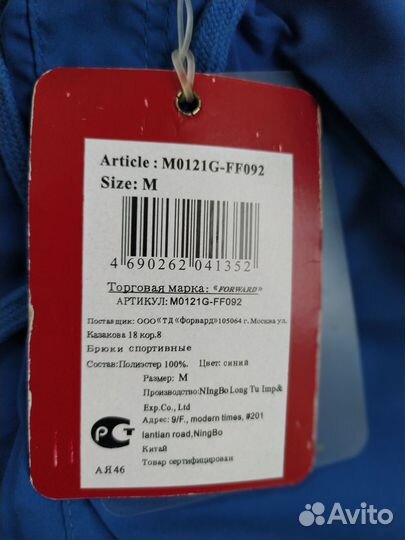 Article : M0121G-FF092
Size: M
4 690262 041352
Торговая марка: «FORWARD»
АРТИКУЛ: M0121G-FF092
Поставщик: ООО«ТД «Форвард»105064 г. Москва ул.
Казакова 18 кор.8
Брюки спортивные
Состав:Полиэстер 100%. Цвет: синий
Размер: M
Производство:NIngBo Long Tu Imp&
Exp.Co., Ltd
Адрес: 9/F., modern times, #201
lantian road,NingBo
Китай
Товар сертифицирован
РСТ
АЯ46
Avito